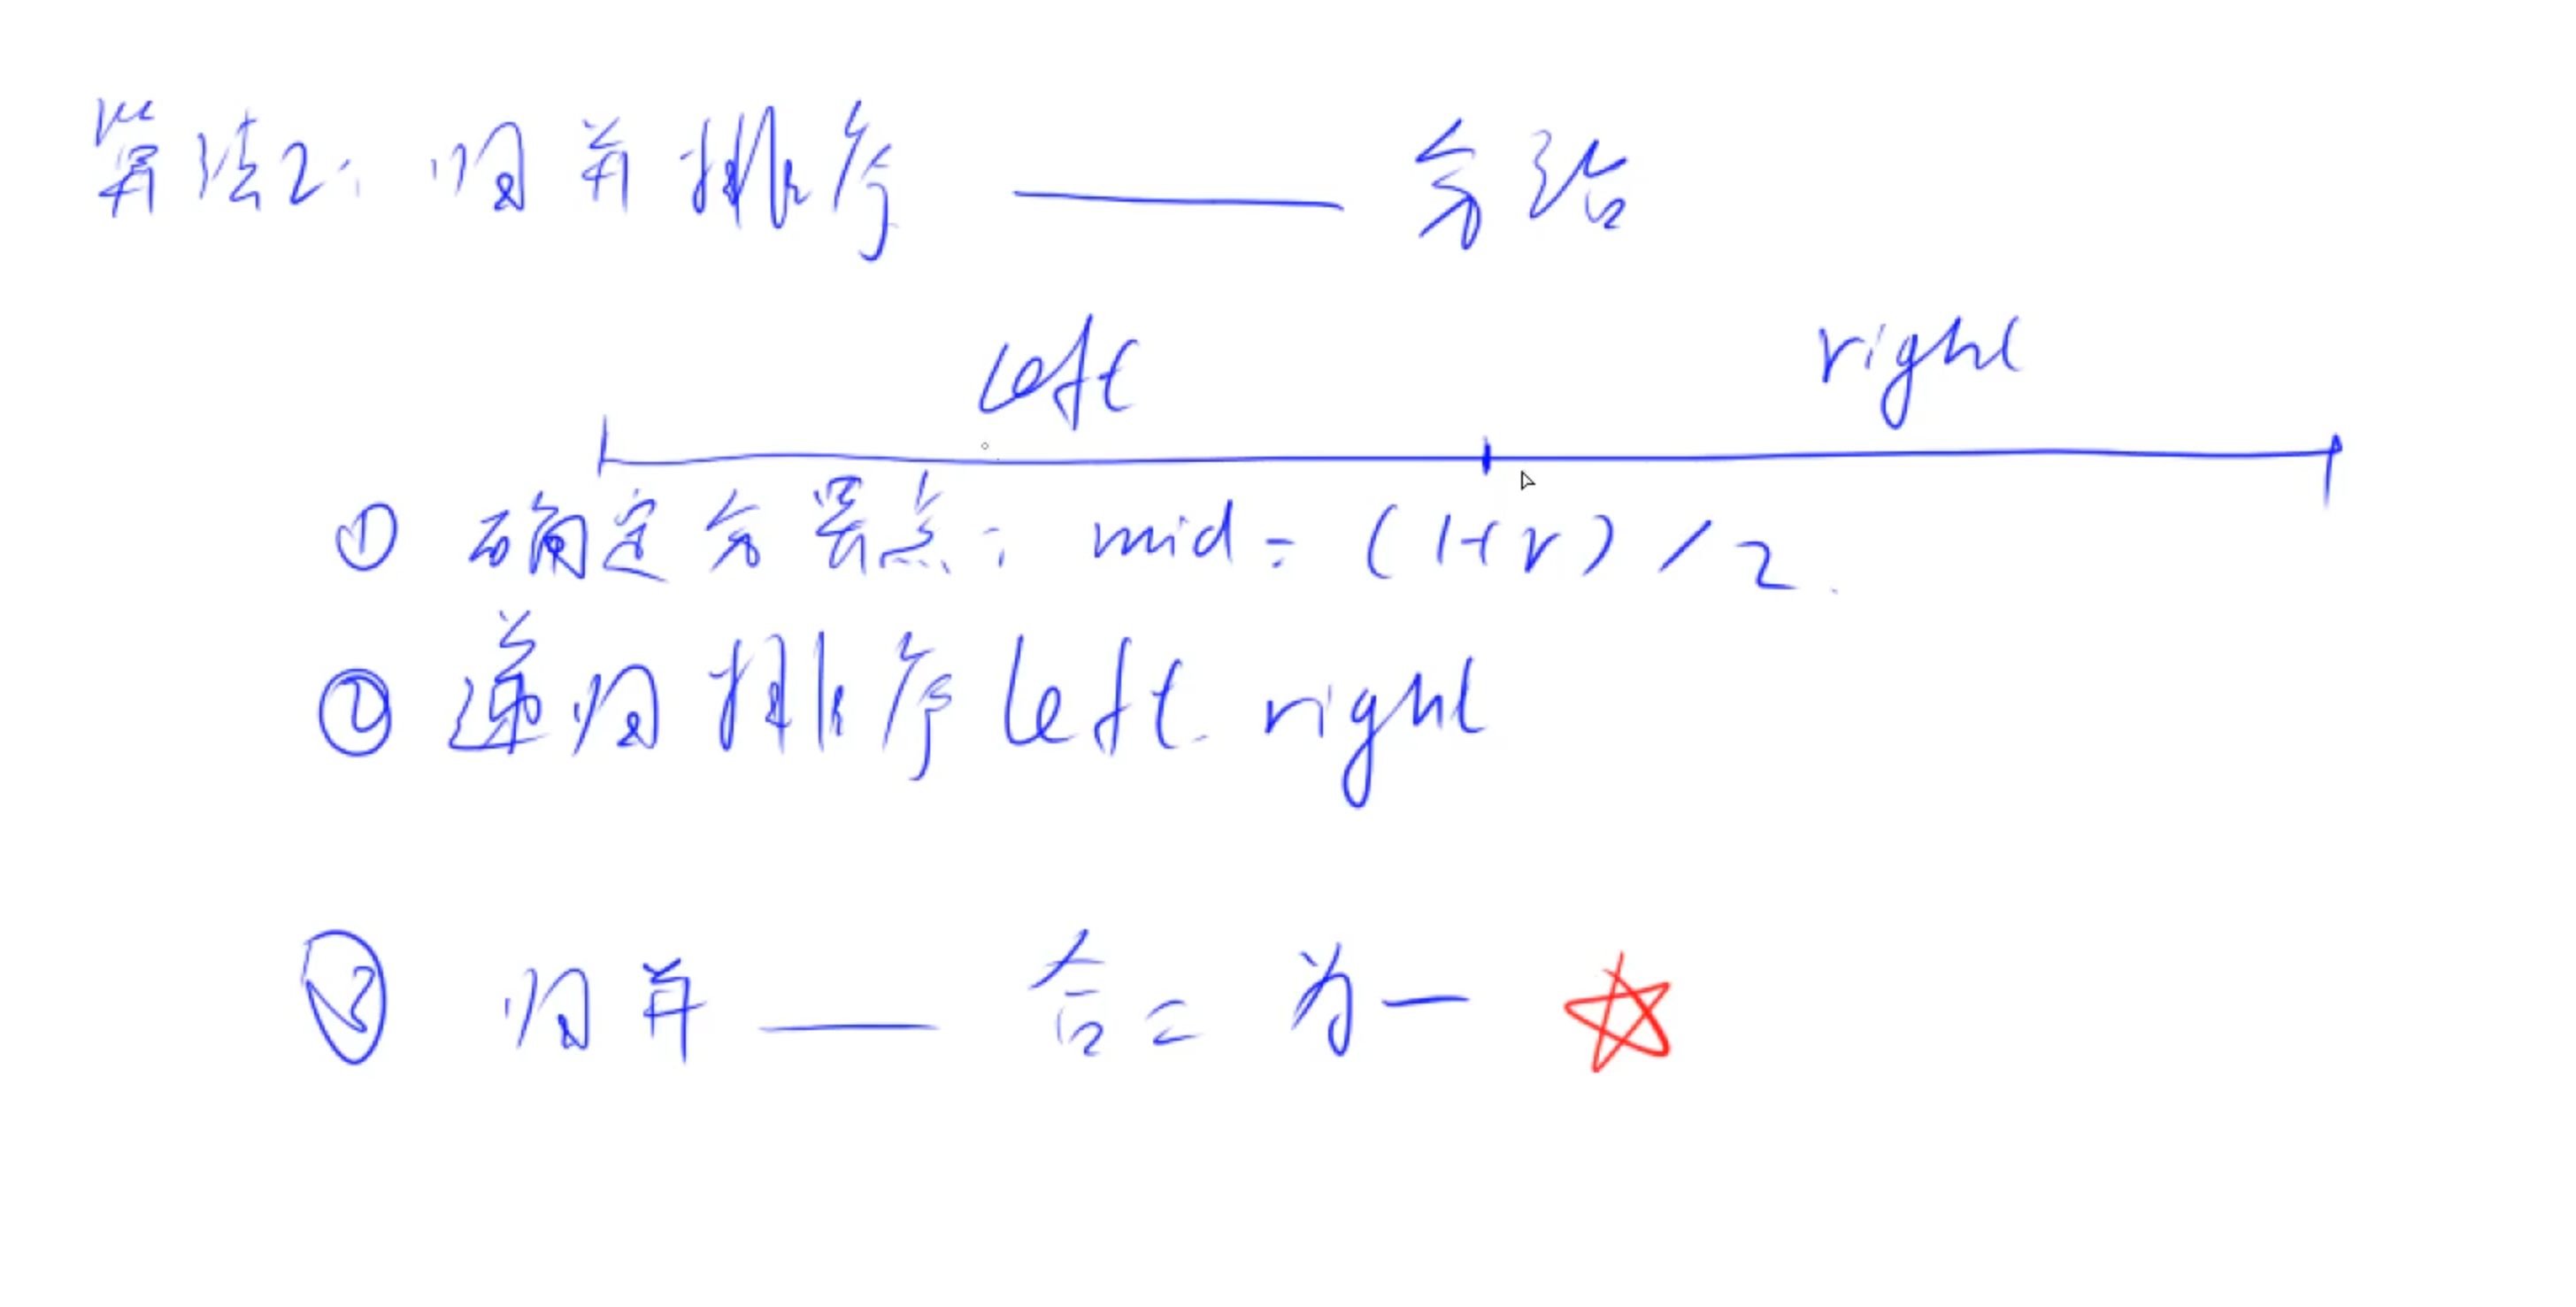 算法2: 归并排序 —— 分治
left right
① 确定分界点: mid = (l+r) / 2.
② 递归排序 left. right
③ 归并 —— 合二为一 ☆